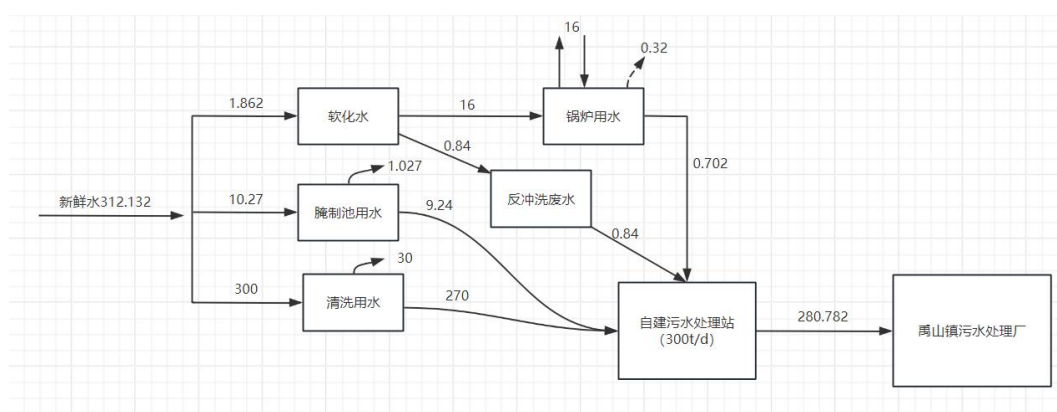 16
0.32
1.862
软化水
16
锅炉用水
0.84
0.702
1.027
新鲜水312.132
10.27
腌制池用水
9.24
反冲洗废水
0.84
30
300
清洗用水
270
自建污水处理站
（300t/d）
280.782
禹山镇污水处理厂